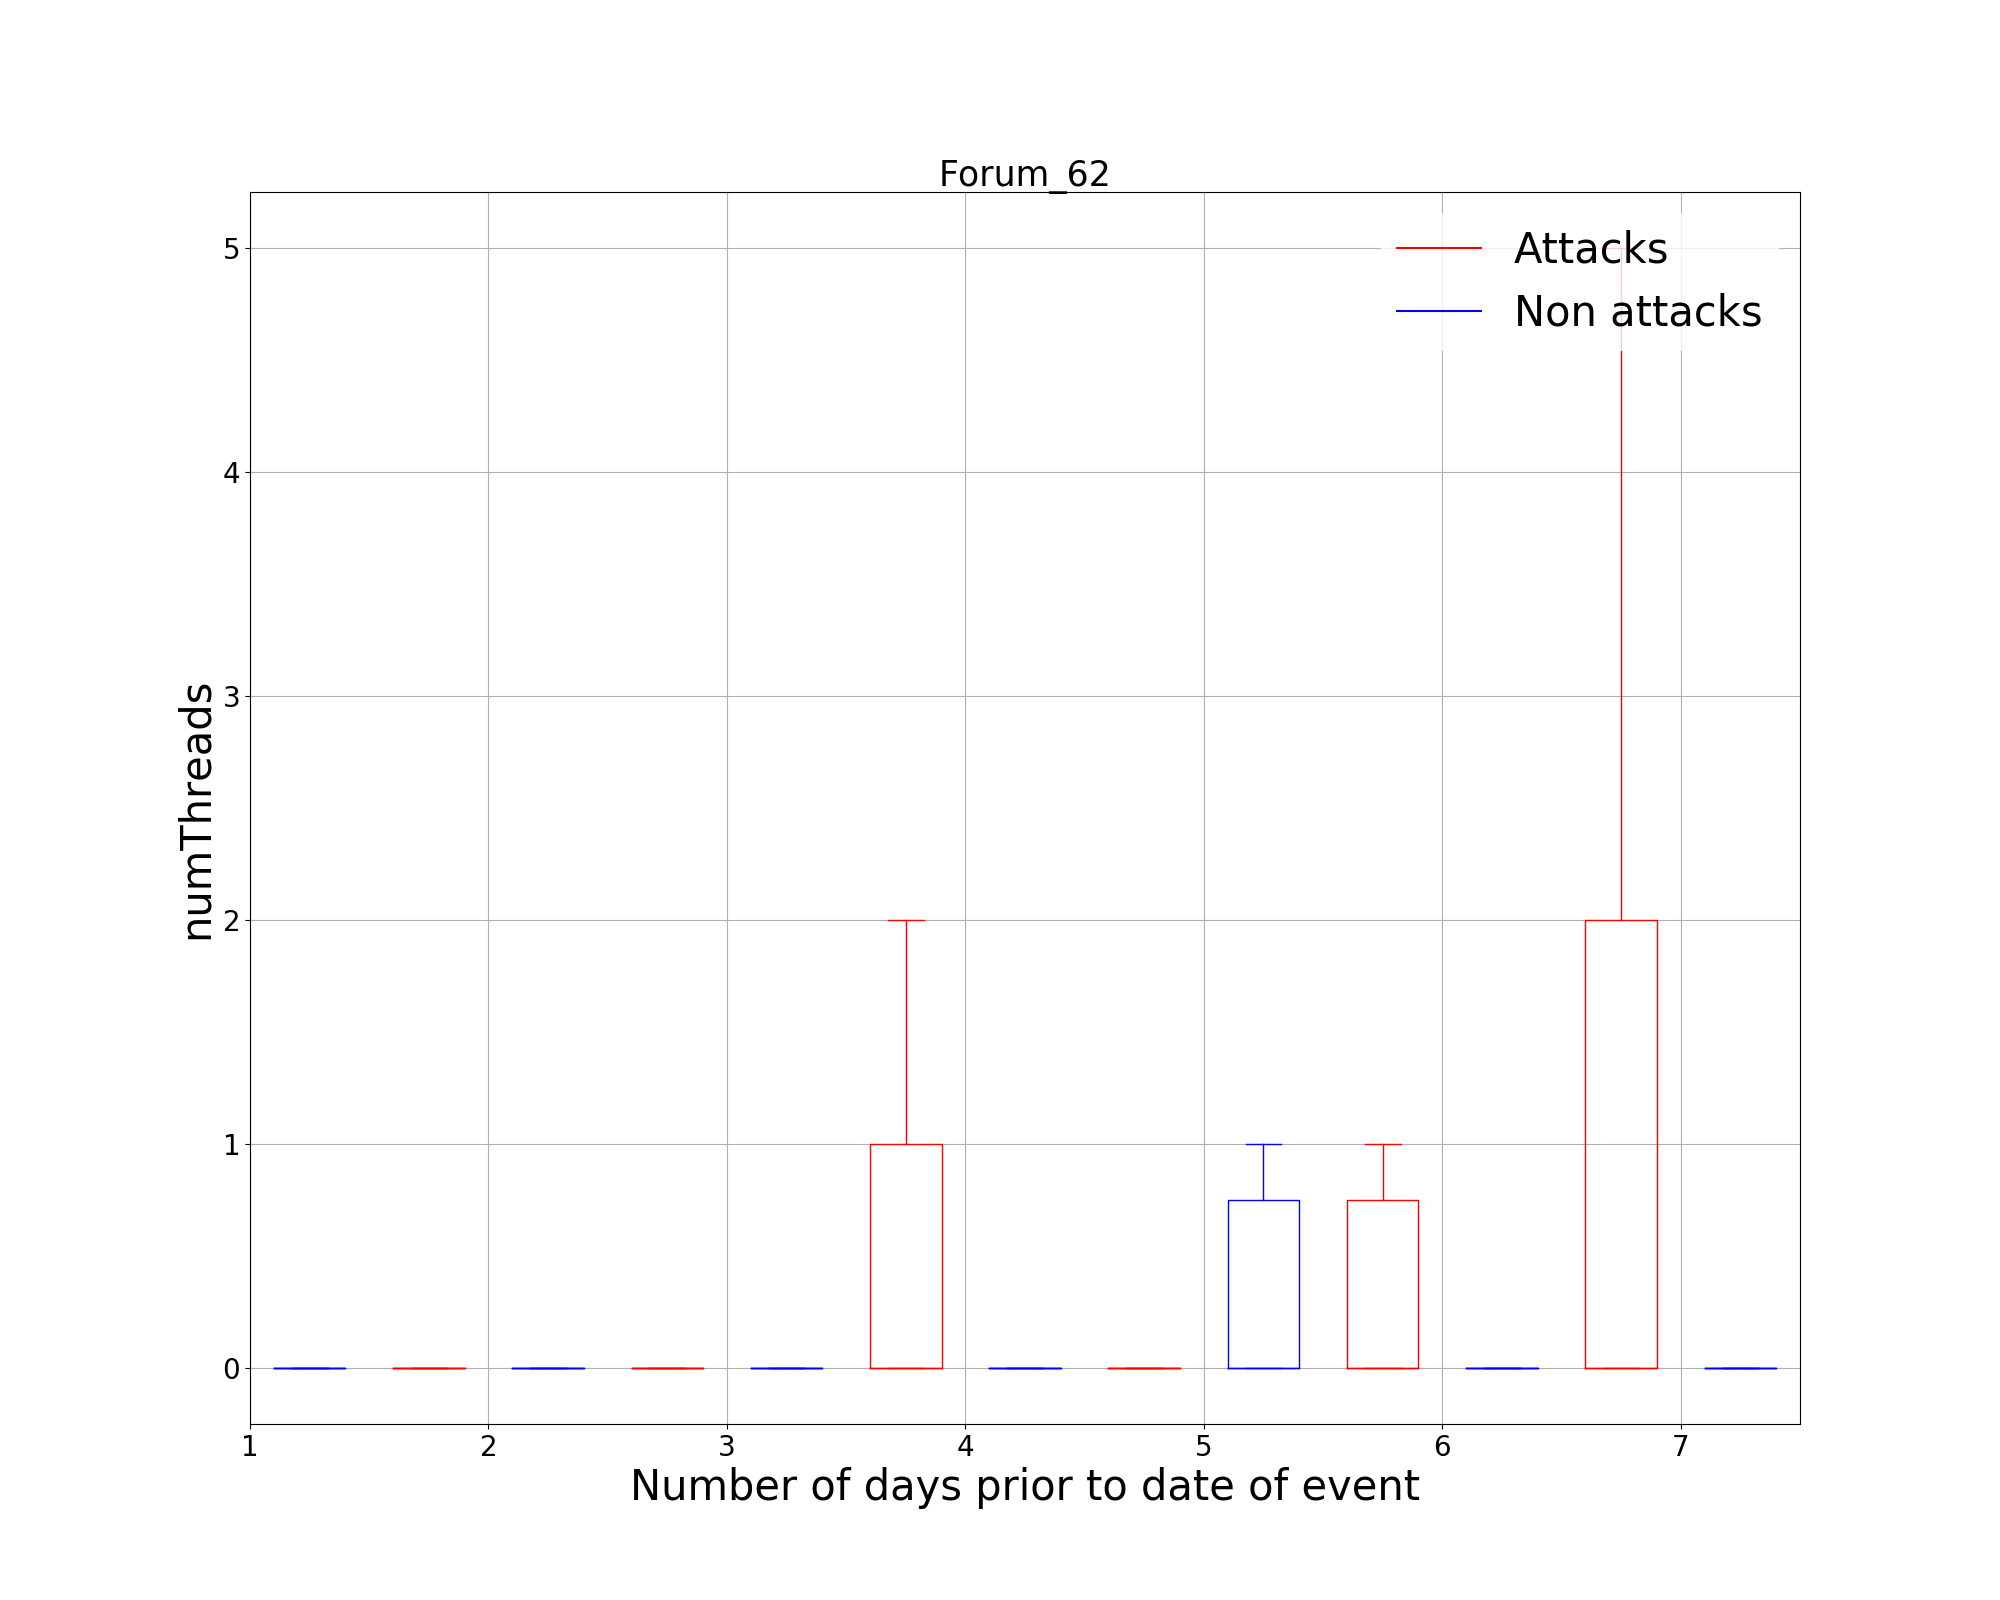 Forum_62
Attacks
Non attacks
numThreads
5
4
3
2
1
0
1 2 3 4 5 6 7
Number of days prior to date of event